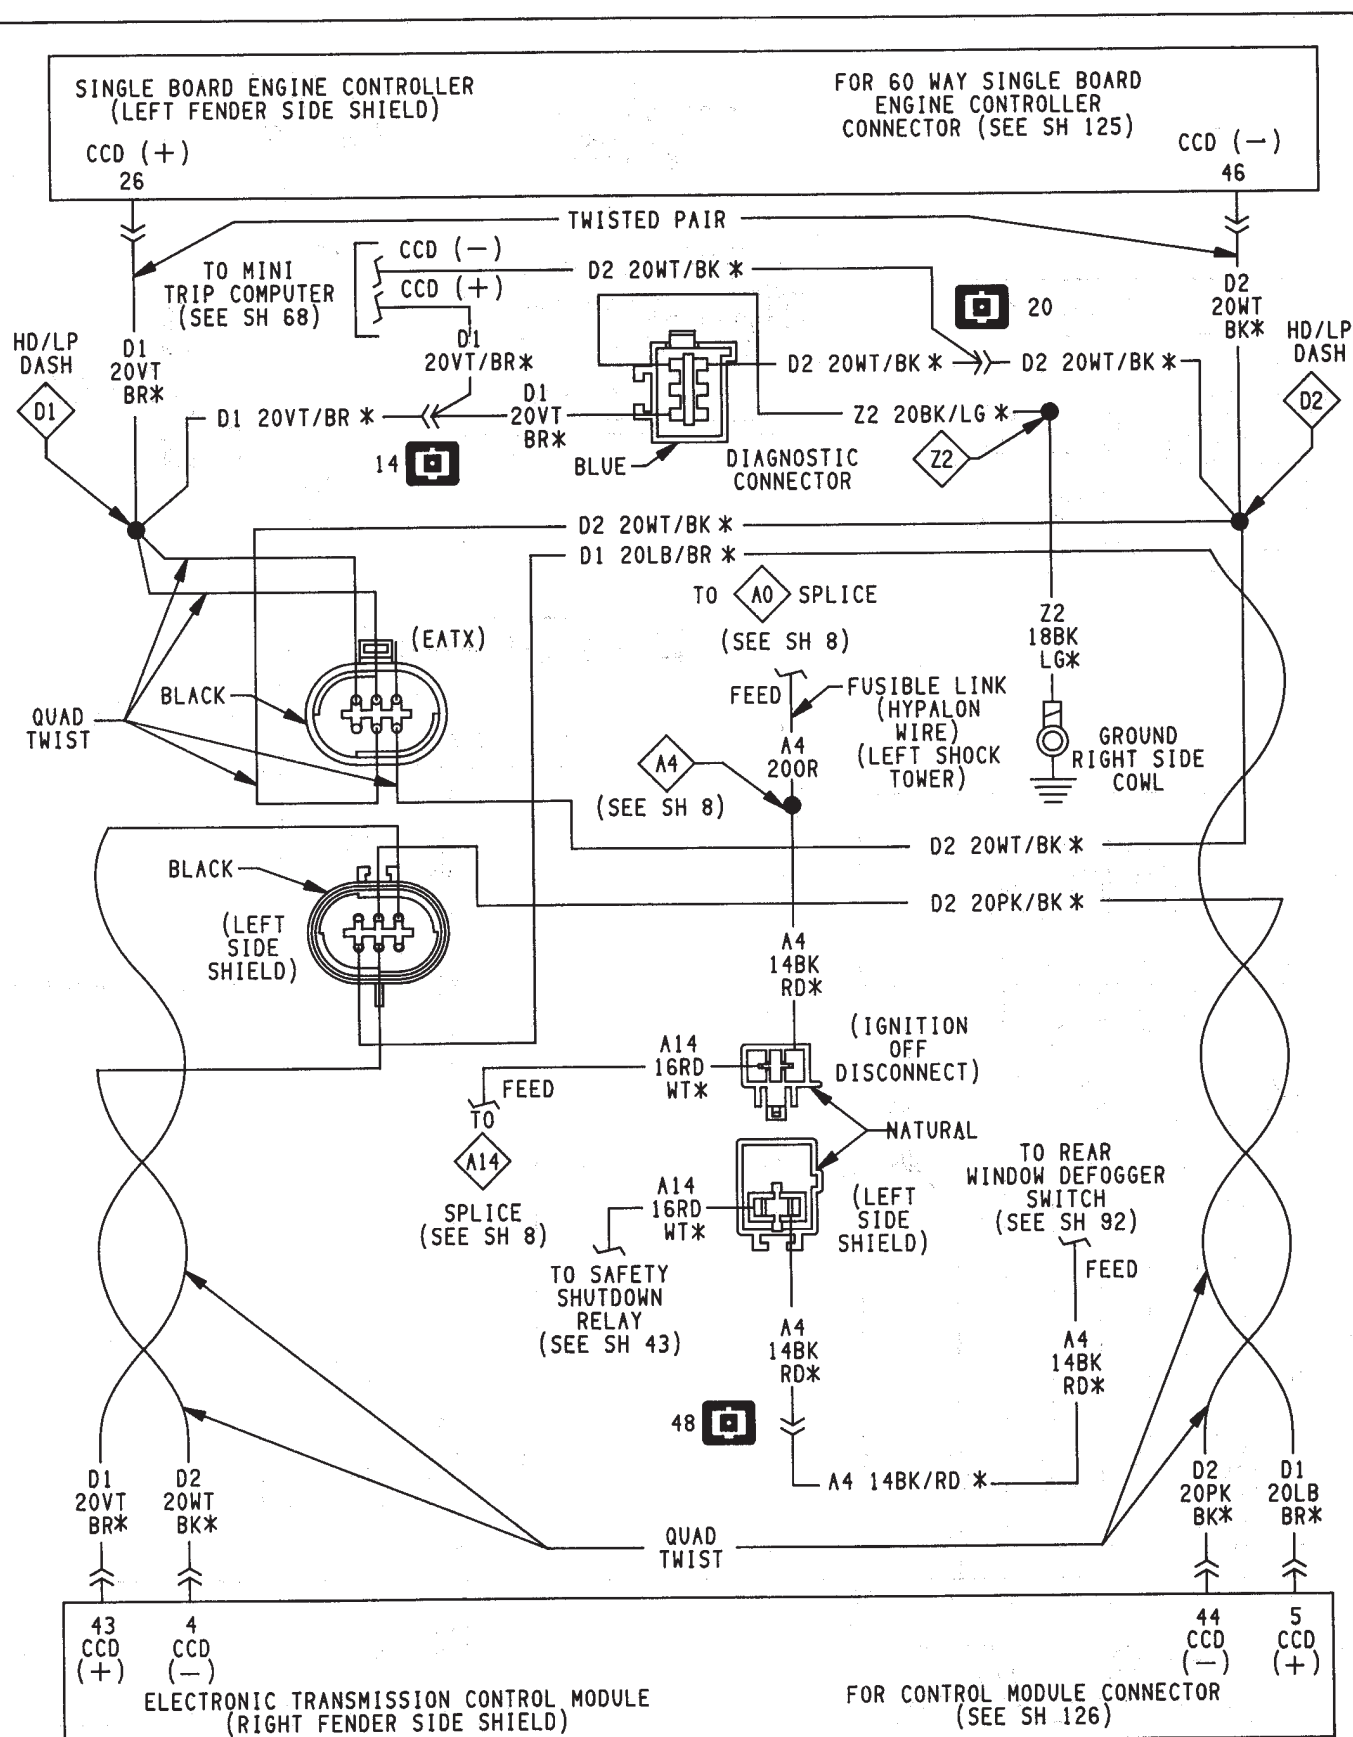 SINGLE BOARD ENGINE CONTROLLER
(LEFT FENDER SIDE SHIELD)
FOR 60 WAY SINGLE BOARD
ENGINE CONTROLLER
CONNECTOR (SEE SH 125)
CCD (+)
26
CCD (-)
46
TWISTED PAIR
TO MINI
TRIP COMPUTER
(SEE SH 68)
CCD (-)
CCD (+)
D2 20WT/BK *
20
D2
20WT
BK*
HD/LP
DASH
D1
D1
20VT
BR*
D1
20VT/BR*
D2 20WT/BK *
D2 20WT/BK *
HD/LP
DASH
D2
D1 20VT/BR *
D1
20VT
BR*
Z2 20BK/LG *
14
BLUE
DIAGNOSTIC
CONNECTOR
Z2
D2 20WT/BK *
D1 20LB/BR *
TO A0 SPLICE
(SEE SH 8)
Z2
18BK
LG*
(EATX)
BLACK
QUAD
TWIST
FEED
FUSIBLE LINK
(HYPALON
WIRE)
(LEFT SHOCK
TOWER)
A4
20OR
A4
(SEE SH 8)
GROUND
RIGHT SIDE
COWL
D2 20WT/BK *
BLACK
D2 20PK/BK *
(LEFT
SIDE
SHIELD)
A4
14BK
RD*
(IGNITION
OFF
DISCONNECT)
A14
16RD
WT*
FEED
TO
A14
SPLICE
(SEE SH 8)
NATURAL
TO REAR
WINDOW DEFOGGER
SWITCH
(SEE SH 92)
FEED
A14
16RD
WT*
(LEFT
SIDE
SHIELD)
TO SAFETY
SHUTDOWN
RELAY
(SEE SH 43)
A4
14BK
RD*
A4
14BK
RD*
48
A4 14BK/RD *
D1
20VT
BR*
D2
20WT
BK*
D2
20PK
BK*
D1
20LB
BR*
QUAD
TWIST
43
CCD
(+)
4
CCD
(-)
44
CCD
(-)
5
CCD
(+)
ELECTRONIC TRANSMISSION CONTROL MODULE
(RIGHT FENDER SIDE SHIELD)
FOR CONTROL MODULE CONNECTOR
(SEE SH 126)